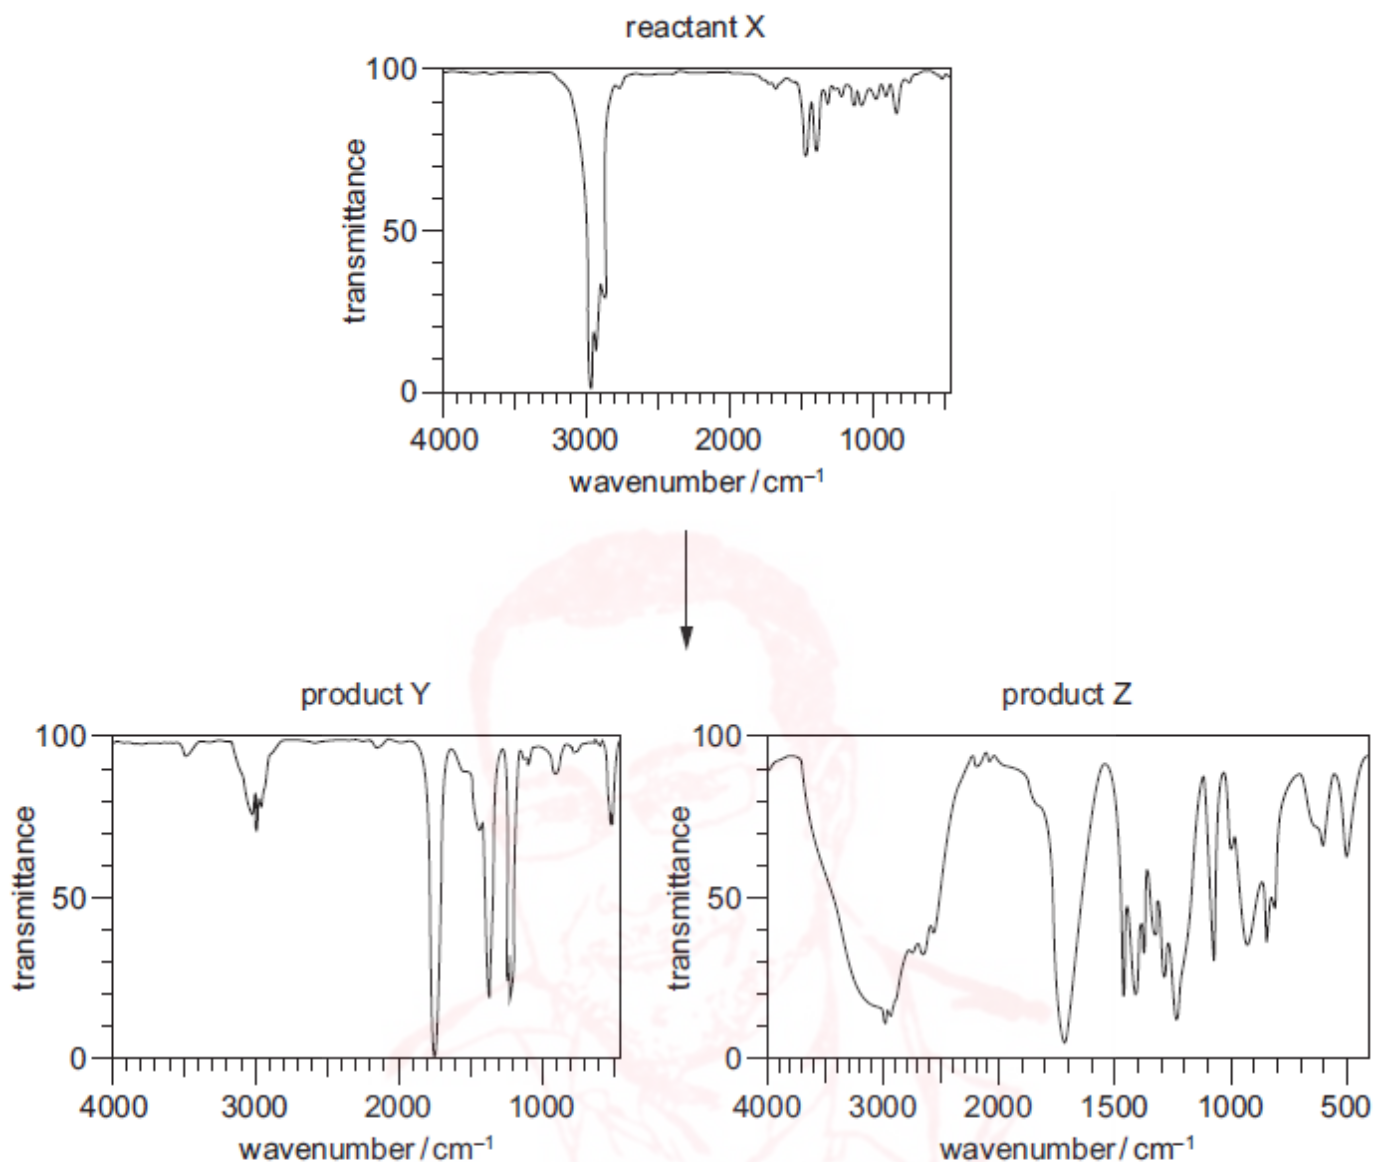 reactant X
100
50
0
transmittance
4000 3000 2000 1000
wavenumber / cm⁻¹
product Y
100
50
0
transmittance
4000 3000 2000 1000
wavenumber / cm⁻¹
product Z
100
50
0
transmittance
4000 3000 2000 1500 1000 500
wavenumber / cm⁻¹